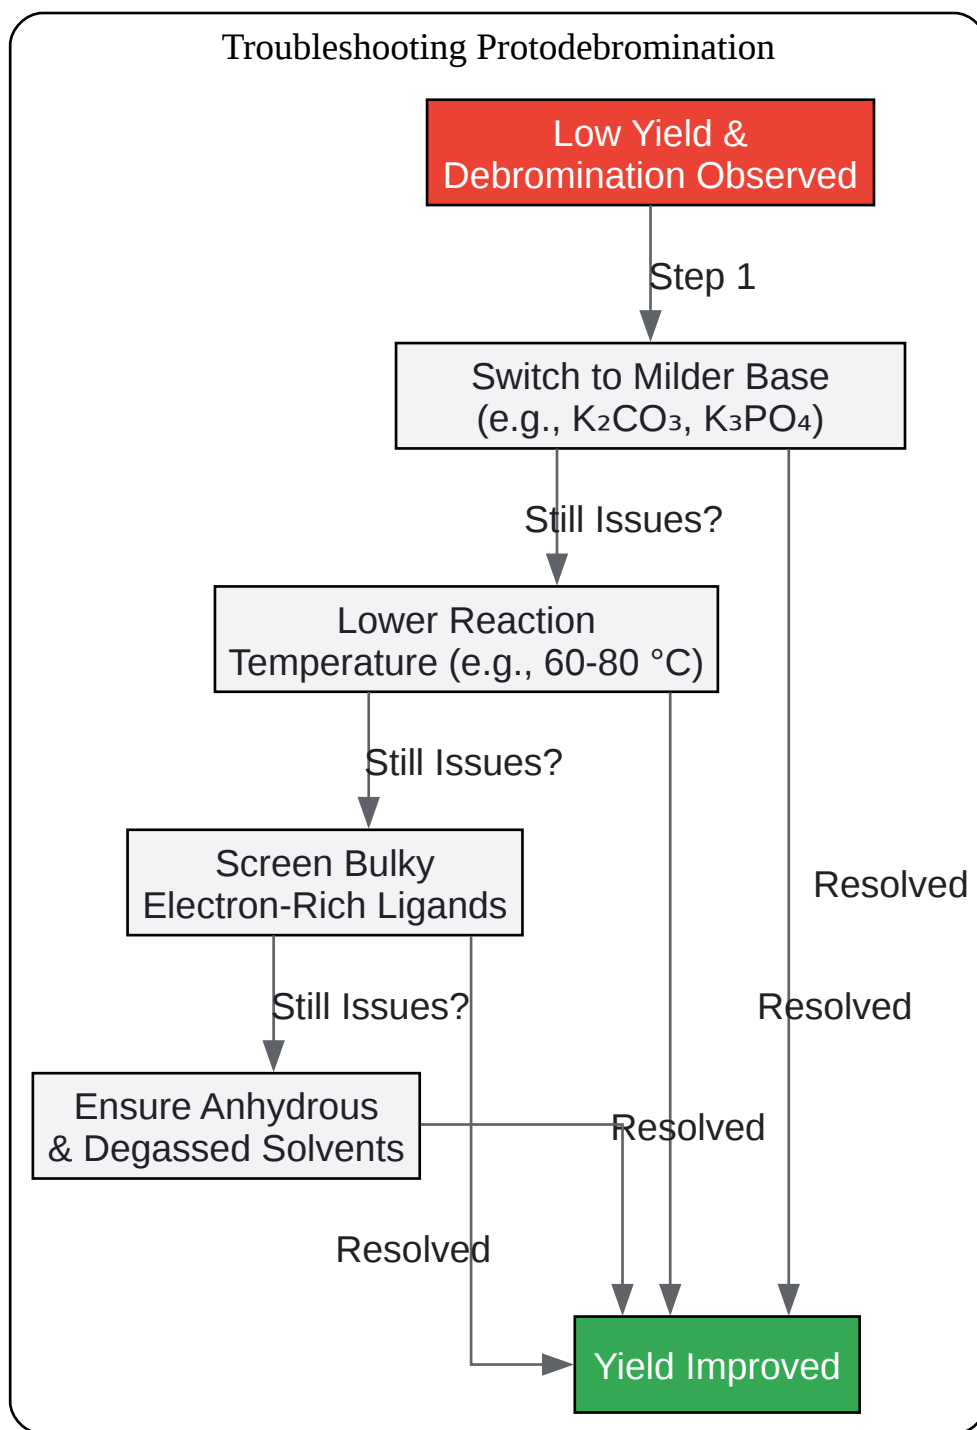 Troubleshooting Protodebromination
Low Yield &
Debromination Observed
Step 1
Switch to Milder Base
(e.g., K₂CO₃, K₃PO₄)
Still Issues?
Lower Reaction
Temperature (e.g., 60-80 °C)
Still Issues?
Screen Bulky
Electron-Rich Ligands
Resolved
Still Issues?
Resolved
Ensure Anhydrous
& Degassed Solvents
Resolved
Resolved
Yield Improved